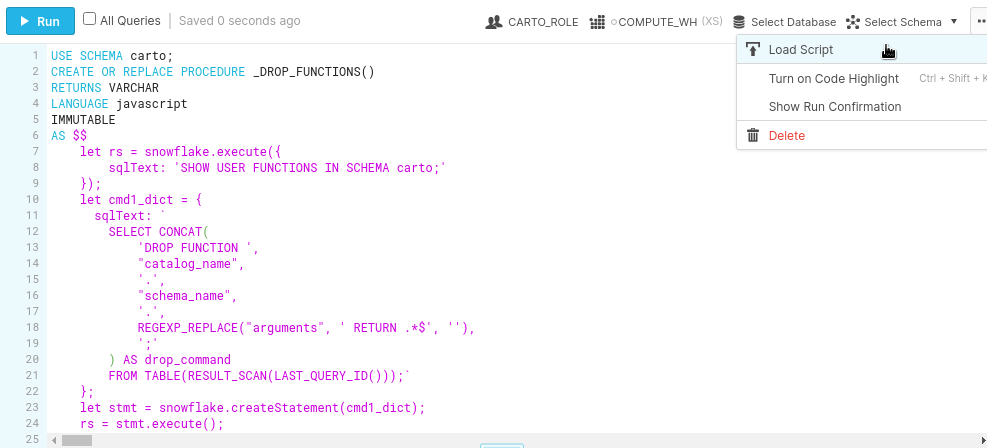 Run All Queries Saved 0 seconds ago CARTO_ROLE COMPUTE_WH (XS) Select Database Select Schema
Load Script
Turn on Code Highlight Ctrl + Shift + K
Show Run Confirmation
Delete
1 USE SCHEMA carto;
2 CREATE OR REPLACE PROCEDURE _DROP_FUNCTIONS()
3 RETURNS VARCHAR
4 LANGUAGE javascript
5 IMMUTABLE
6 AS $$
7     let rs = snowflake.execute({
8         sqlText: 'SHOW USER FUNCTIONS IN SCHEMA carto;'
9     });
10     let cmd1_dict = {
11       sqlText: `
12         SELECT CONCAT(
13             'DROP FUNCTION ',
14             "catalog_name",
15             '.',
16             "schema_name",
17             '.',
18             REGEXP_REPLACE("arguments", ' RETURN .*$', ''),
19             ';'
20         ) AS drop_command
21         FROM TABLE(RESULT_SCAN(LAST_QUERY_ID()));`
22     };
23     let stmt = snowflake.createStatement(cmd1_dict);
24     rs = stmt.execute();
25